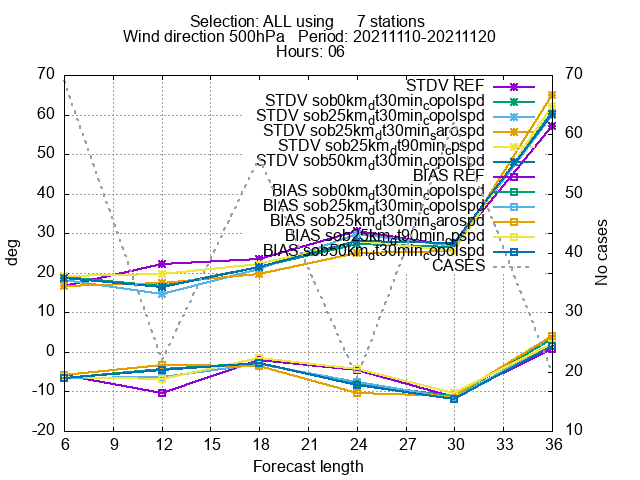 Selection: ALL using 7 stations
Wind direction 500hPa Period: 20211110-20211120
Hours: 06
70 70
STDV REF
STDV sob0km_dt30min_copolspd
60 STDV sob25km_dt30min_copolspd
STDV sob25km_dt30min_sarospd 60
STDV sob25km_dt90min_cpspd
50 STDV sob50km_dt30min_copolspd
BIAS REF
40 BIAS sob0km_dt30min_copolspd 50
BIAS sob25km_dt30min_copolspd
BIAS sob25km_dt30min_sarospd
30 BIAS sob25km_dt90min_cpspd
BIAS sob50km_dt30min_copolspd 40
20 CASES
deg No cases
10 30
0
20
-10
-20 10
6 9 12 15 18 21 24 27 30 33 36
Forecast length